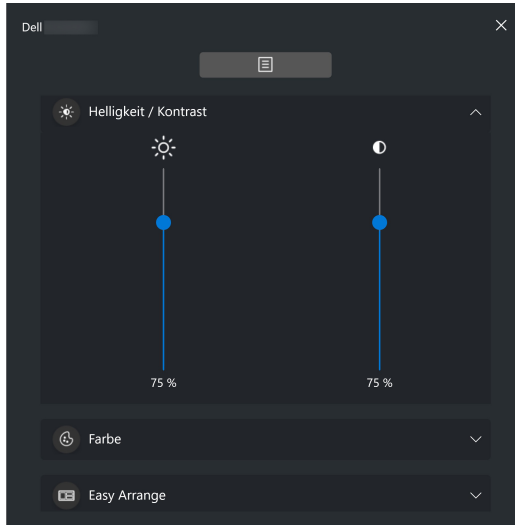 Dell
Helligkeit / Kontrast
75 % 75 %
Farbe
Easy Arrange